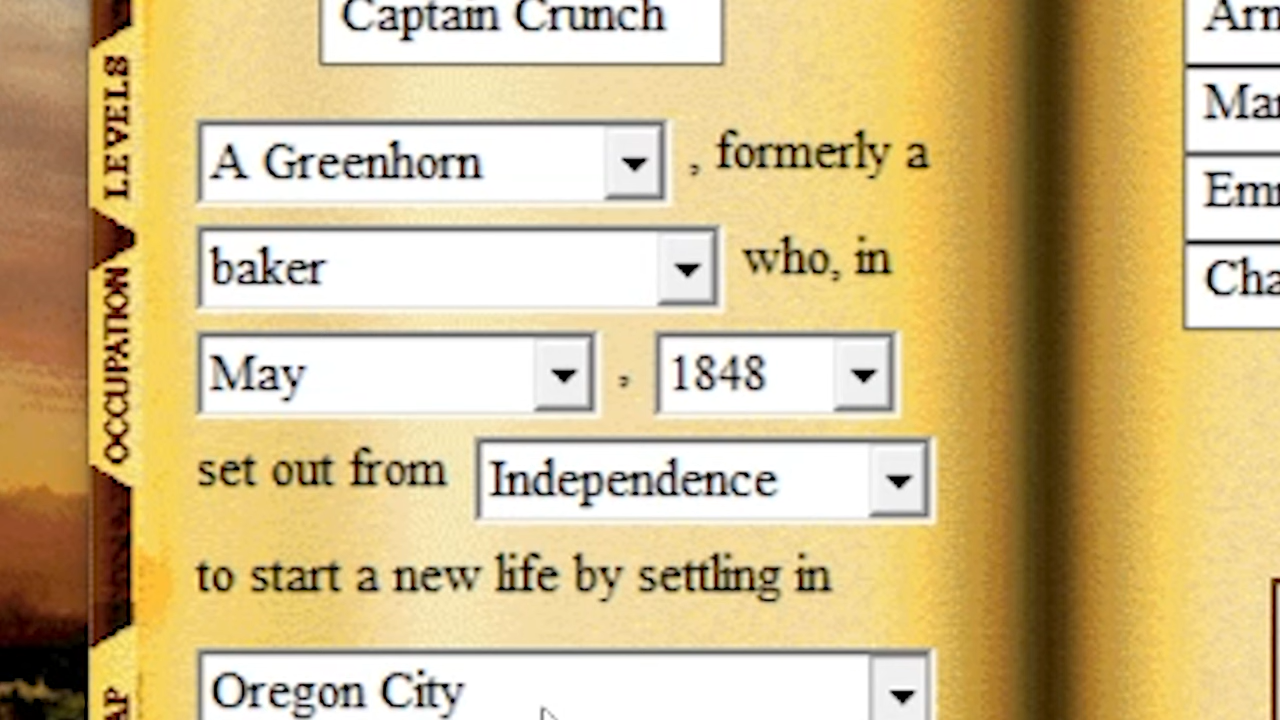 Captain Crunch
LEVELS
A Greenhorn , formerly a
baker who, in
OCCUPATION
May , 1848
set out from Independence
to start a new life by settling in
Oregon City